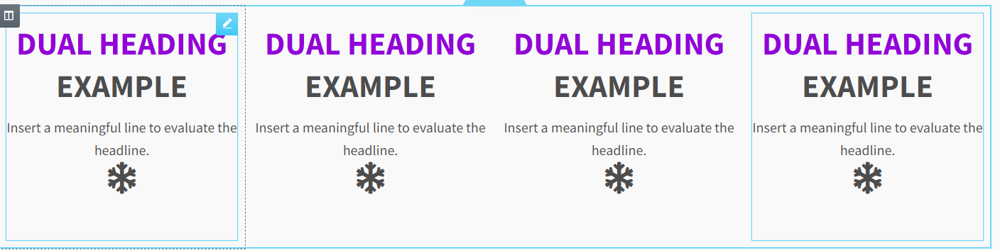 DUAL HEADING
EXAMPLE
Insert a meaningful line to evaluate the
headline.
DUAL HEADING
EXAMPLE
Insert a meaningful line to evaluate the
headline.
DUAL HEADING
EXAMPLE
Insert a meaningful line to evaluate the
headline.
DUAL HEADING
EXAMPLE
Insert a meaningful line to evaluate the
headline.